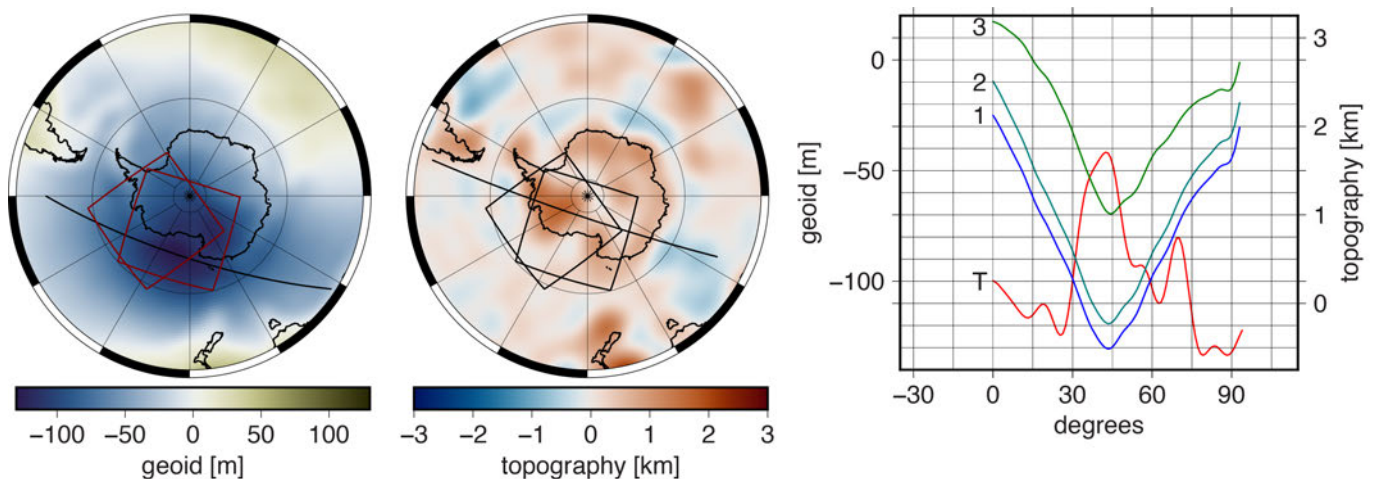 −100 −50 0 50 100
geoid [m]
−3 −2 −1 0 1 2 3
topography [km]
geoid [m]
0
−50
−100
3
2
1
T
3
2
1
0
topography [km]
−30 0 30 60 90
degrees